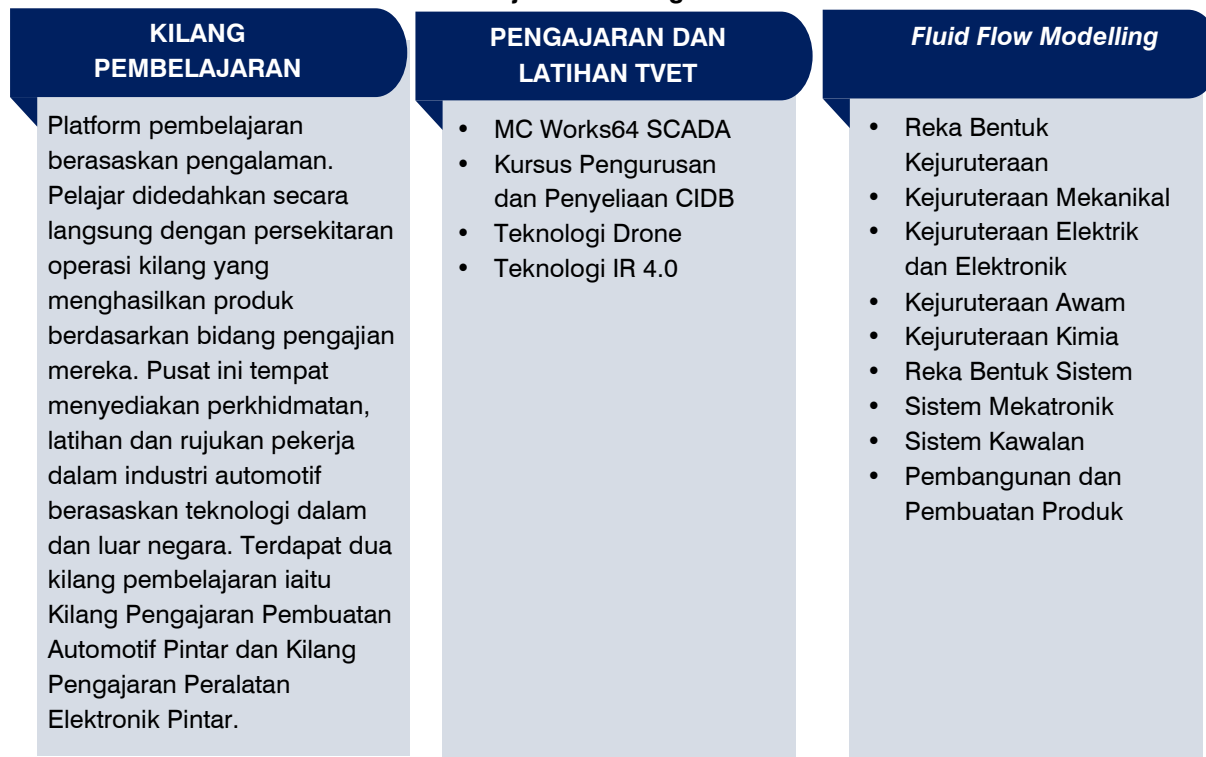 KILANG
PEMBELAJARAN
Platform pembelajaran
berasaskan pengalaman.
Pelajar didedahkan secara
langsung dengan persekitaran
operasi kilang yang
menghasilkan produk
berdasarkan bidang pengajian
mereka. Pusat ini tempat
menyediakan perkhidmatan,
latihan dan rujukan pekerja
dalam industri automotif
berasaskan teknologi dalam
dan luar negara. Terdapat dua
kilang pembelajaran iaitu
Kilang Pengajaran Pembuatan
Automotif Pintar dan Kilang
Pengajaran Peralatan
Elektronik Pintar.
PENGAJARAN DAN
LATIHAN TVET
• MC Works64 SCADA
• Kursus Pengurusan
dan Penyeliaan CIDB
• Teknologi Drone
• Teknologi IR 4.0
Fluid Flow Modelling
• Reka Bentuk
Kejuruteraan
• Kejuruteraan Mekanikal
• Kejuruteraan Elektrik
dan Elektronik
• Kejuruteraan Awam
• Kejuruteraan Kimia
• Reka Bentuk Sistem
• Sistem Mekatronik
• Sistem Kawalan
• Pembangunan dan
Pembuatan Produk